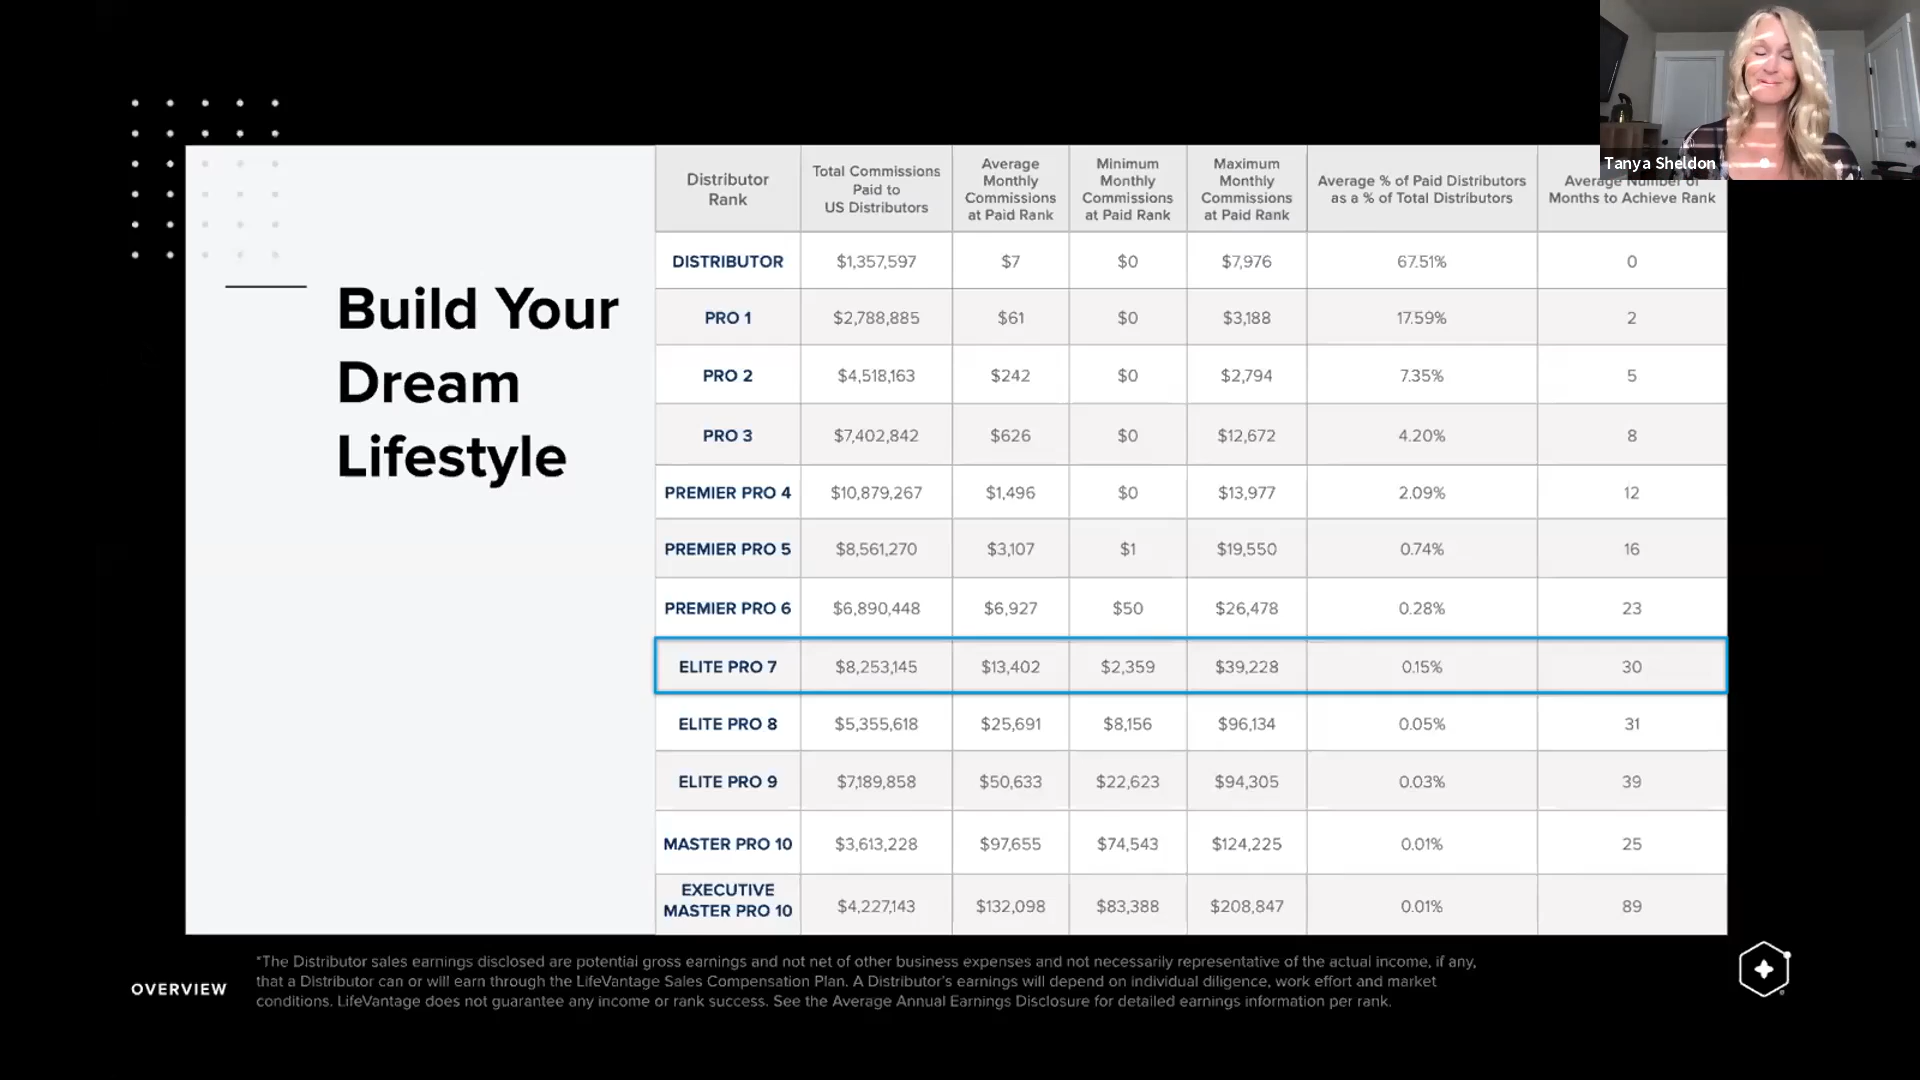 Tanya Sheldon
Build Your
Dream
Lifestyle
Distributor Rank | Total Commissions Paid to US Distributors | Average Monthly Commissions at Paid Rank | Minimum Monthly Commissions at Paid Rank | Maximum Monthly Commissions at Paid Rank | Average % of Paid Distributors as a % of Total Distributors | Average Number of Months to Achieve Rank
DISTRIBUTOR $1,357,597 $7 $0 $7,976 67.51% 0
PRO 1 $2,788,885 $61 $0 $3,188 17.59% 2
PRO 2 $4,518,163 $242 $0 $2,794 7.35% 5
PRO 3 $7,402,842 $626 $0 $12,672 4.20% 8
PREMIER PRO 4 $10,879,267 $1,496 $0 $13,977 2.09% 12
PREMIER PRO 5 $8,561,270 $3,107 $1 $19,550 0.74% 16
PREMIER PRO 6 $6,890,448 $6,927 $50 $26,478 0.28% 23
ELITE PRO 7 $8,253,145 $13,402 $2,359 $39,228 0.15% 30
ELITE PRO 8 $5,355,618 $25,691 $8,156 $96,134 0.05% 31
ELITE PRO 9 $7,189,858 $50,633 $22,623 $94,305 0.03% 39
MASTER PRO 10 $3,613,228 $97,655 $74,543 $124,225 0.01% 25
EXECUTIVE MASTER PRO 10 $4,227,143 $132,098 $83,388 $208,847 0.01% 89
OVERVIEW
*The Distributor sales earnings disclosed are potential gross earnings and not net of other business expenses and not necessarily representative of the actual income, if any,
that a Distributor can or will earn through the LifeVantage Sales Compensation Plan. A Distributor's earnings will depend on individual diligence, work effort and market
conditions. LifeVantage does not guarantee any income or rank success. See the Average Annual Earnings Disclosure for detailed earnings information per rank.